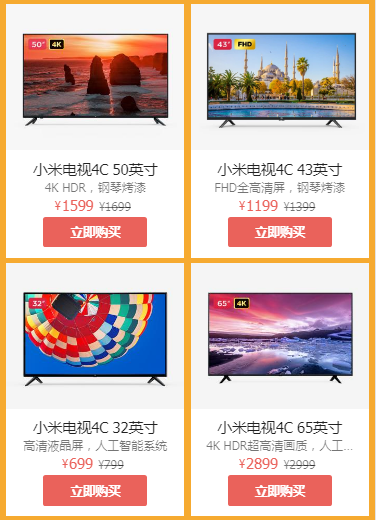 50" 4K
小米电视4C 50英寸
4K HDR，钢琴烤漆
¥1599 ¥1699
立即购买
43" FHD
小米电视4C 43英寸
FHD全高清屏，钢琴烤漆
¥1199 ¥1399
立即购买
32"
小米电视4C 32英寸
高清液晶屏，人工智能系统
¥699 ¥799
立即购买
65" 4K
小米电视4C 65英寸
4K HDR超高清画质，人工...
¥2899 ¥2999
立即购买